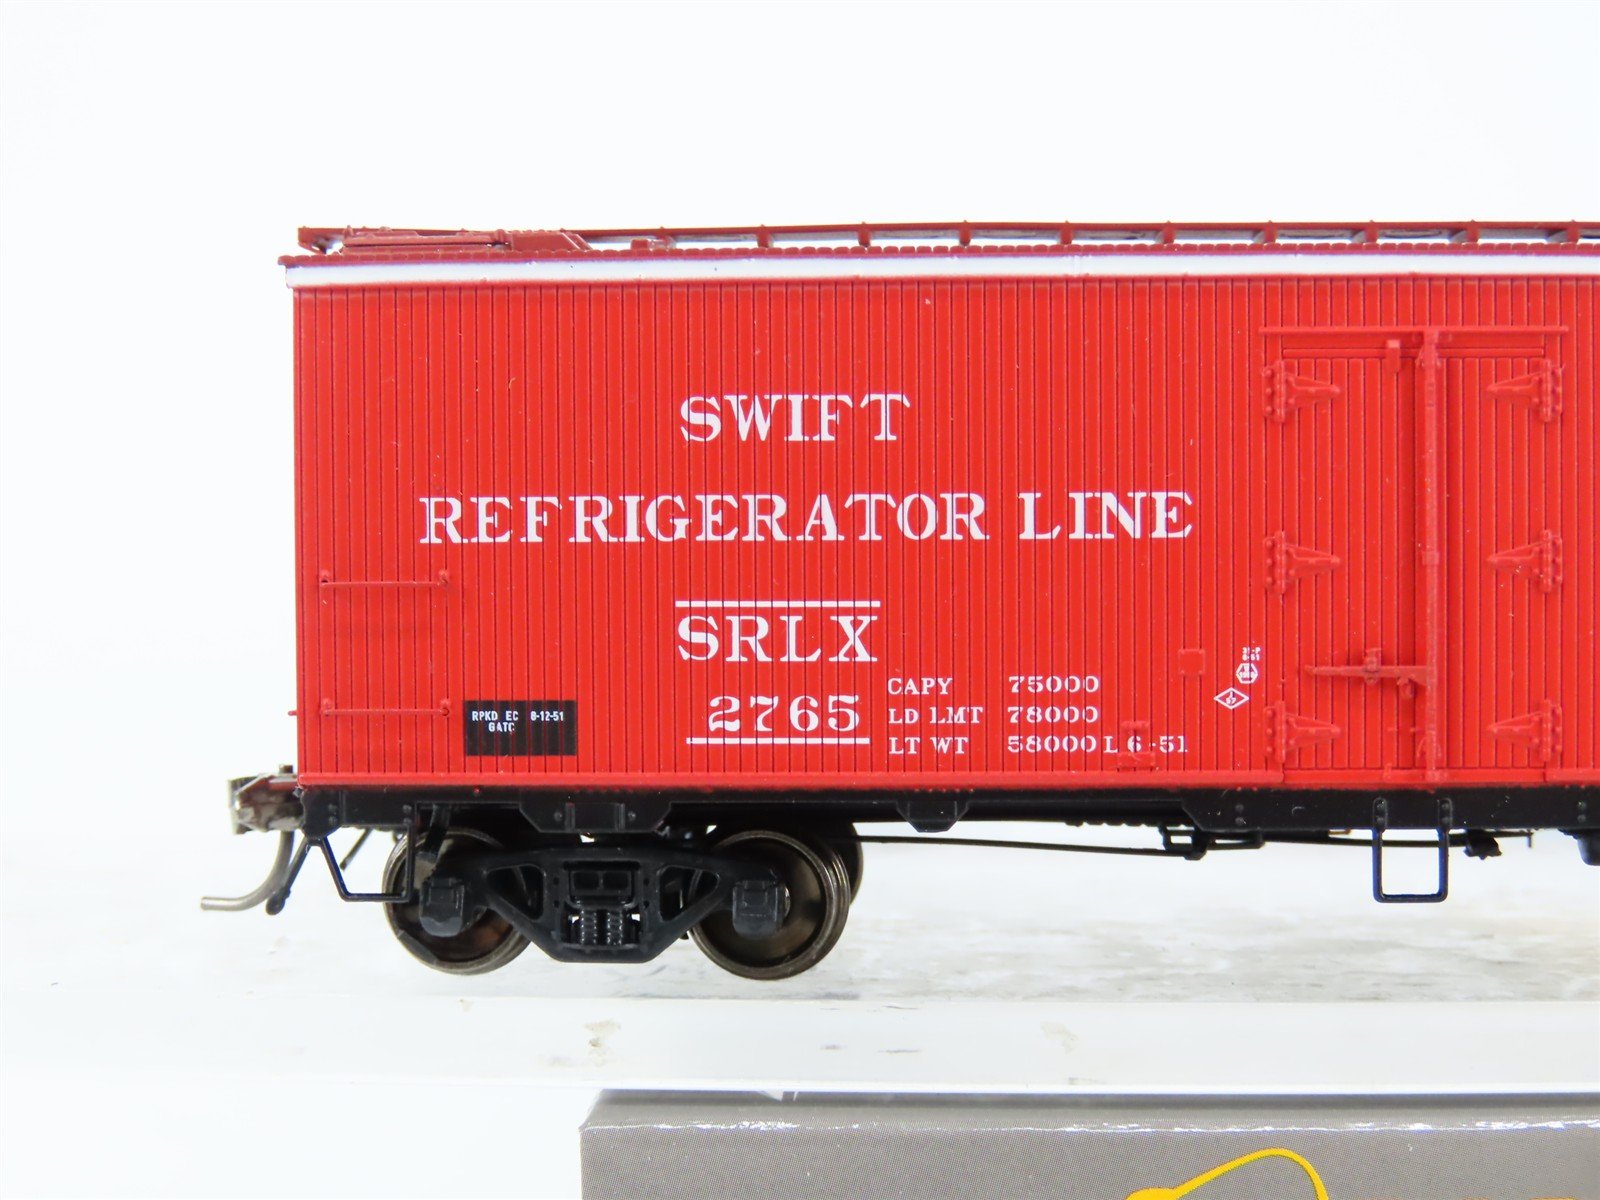 SWIFT
REFRIGERATOR LINE
SRLX
2765
CAPY 75000
LD LMT 78000
LT WT 58000 L 6-51
RPKD EC 6-12-51
GATC